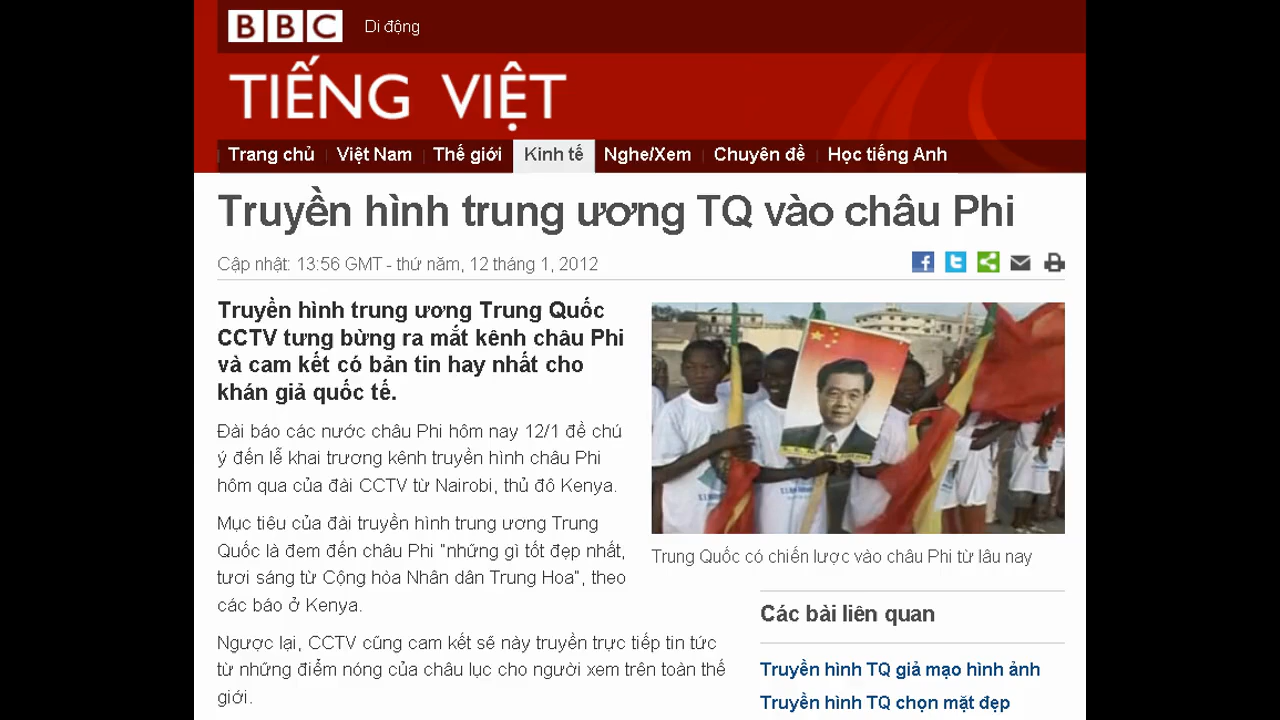 BBC Di động
TIẾNG VIỆT
Trang chủ Việt Nam Thế giới Kinh tế Nghe/Xem Chuyên đề Học tiếng Anh
Truyền hình trung ương TQ vào châu Phi
Cập nhật: 13:56 GMT - thứ năm, 12 tháng 1, 2012
Truyền hình trung ương Trung Quốc
CCTV tưng bừng ra mắt kênh châu Phi
và cam kết có bản tin hay nhất cho
khán giả quốc tế.
Đài báo các nước châu Phi hôm nay 12/1 đề chú
ý đến lễ khai trương kênh truyền hình châu Phi
hôm qua của đài CCTV từ Nairobi, thủ đô Kenya.
Mục tiêu của đài truyền hình trung ương Trung
Quốc là đem đến châu Phi "những gì tốt đẹp nhất,
tươi sáng từ Cộng hòa Nhân dân Trung Hoa", theo
các báo ở Kenya.
Ngược lại, CCTV cũng cam kết sẽ này truyền trực tiếp tin tức
từ những điểm nóng của châu lục cho người xem trên toàn thế
giới.
Trung Quốc có chiến lược vào châu Phi từ lâu nay
Các bài liên quan
Truyền hình TQ giả mạo hình ảnh
Truyền hình TQ chọn mặt đẹp